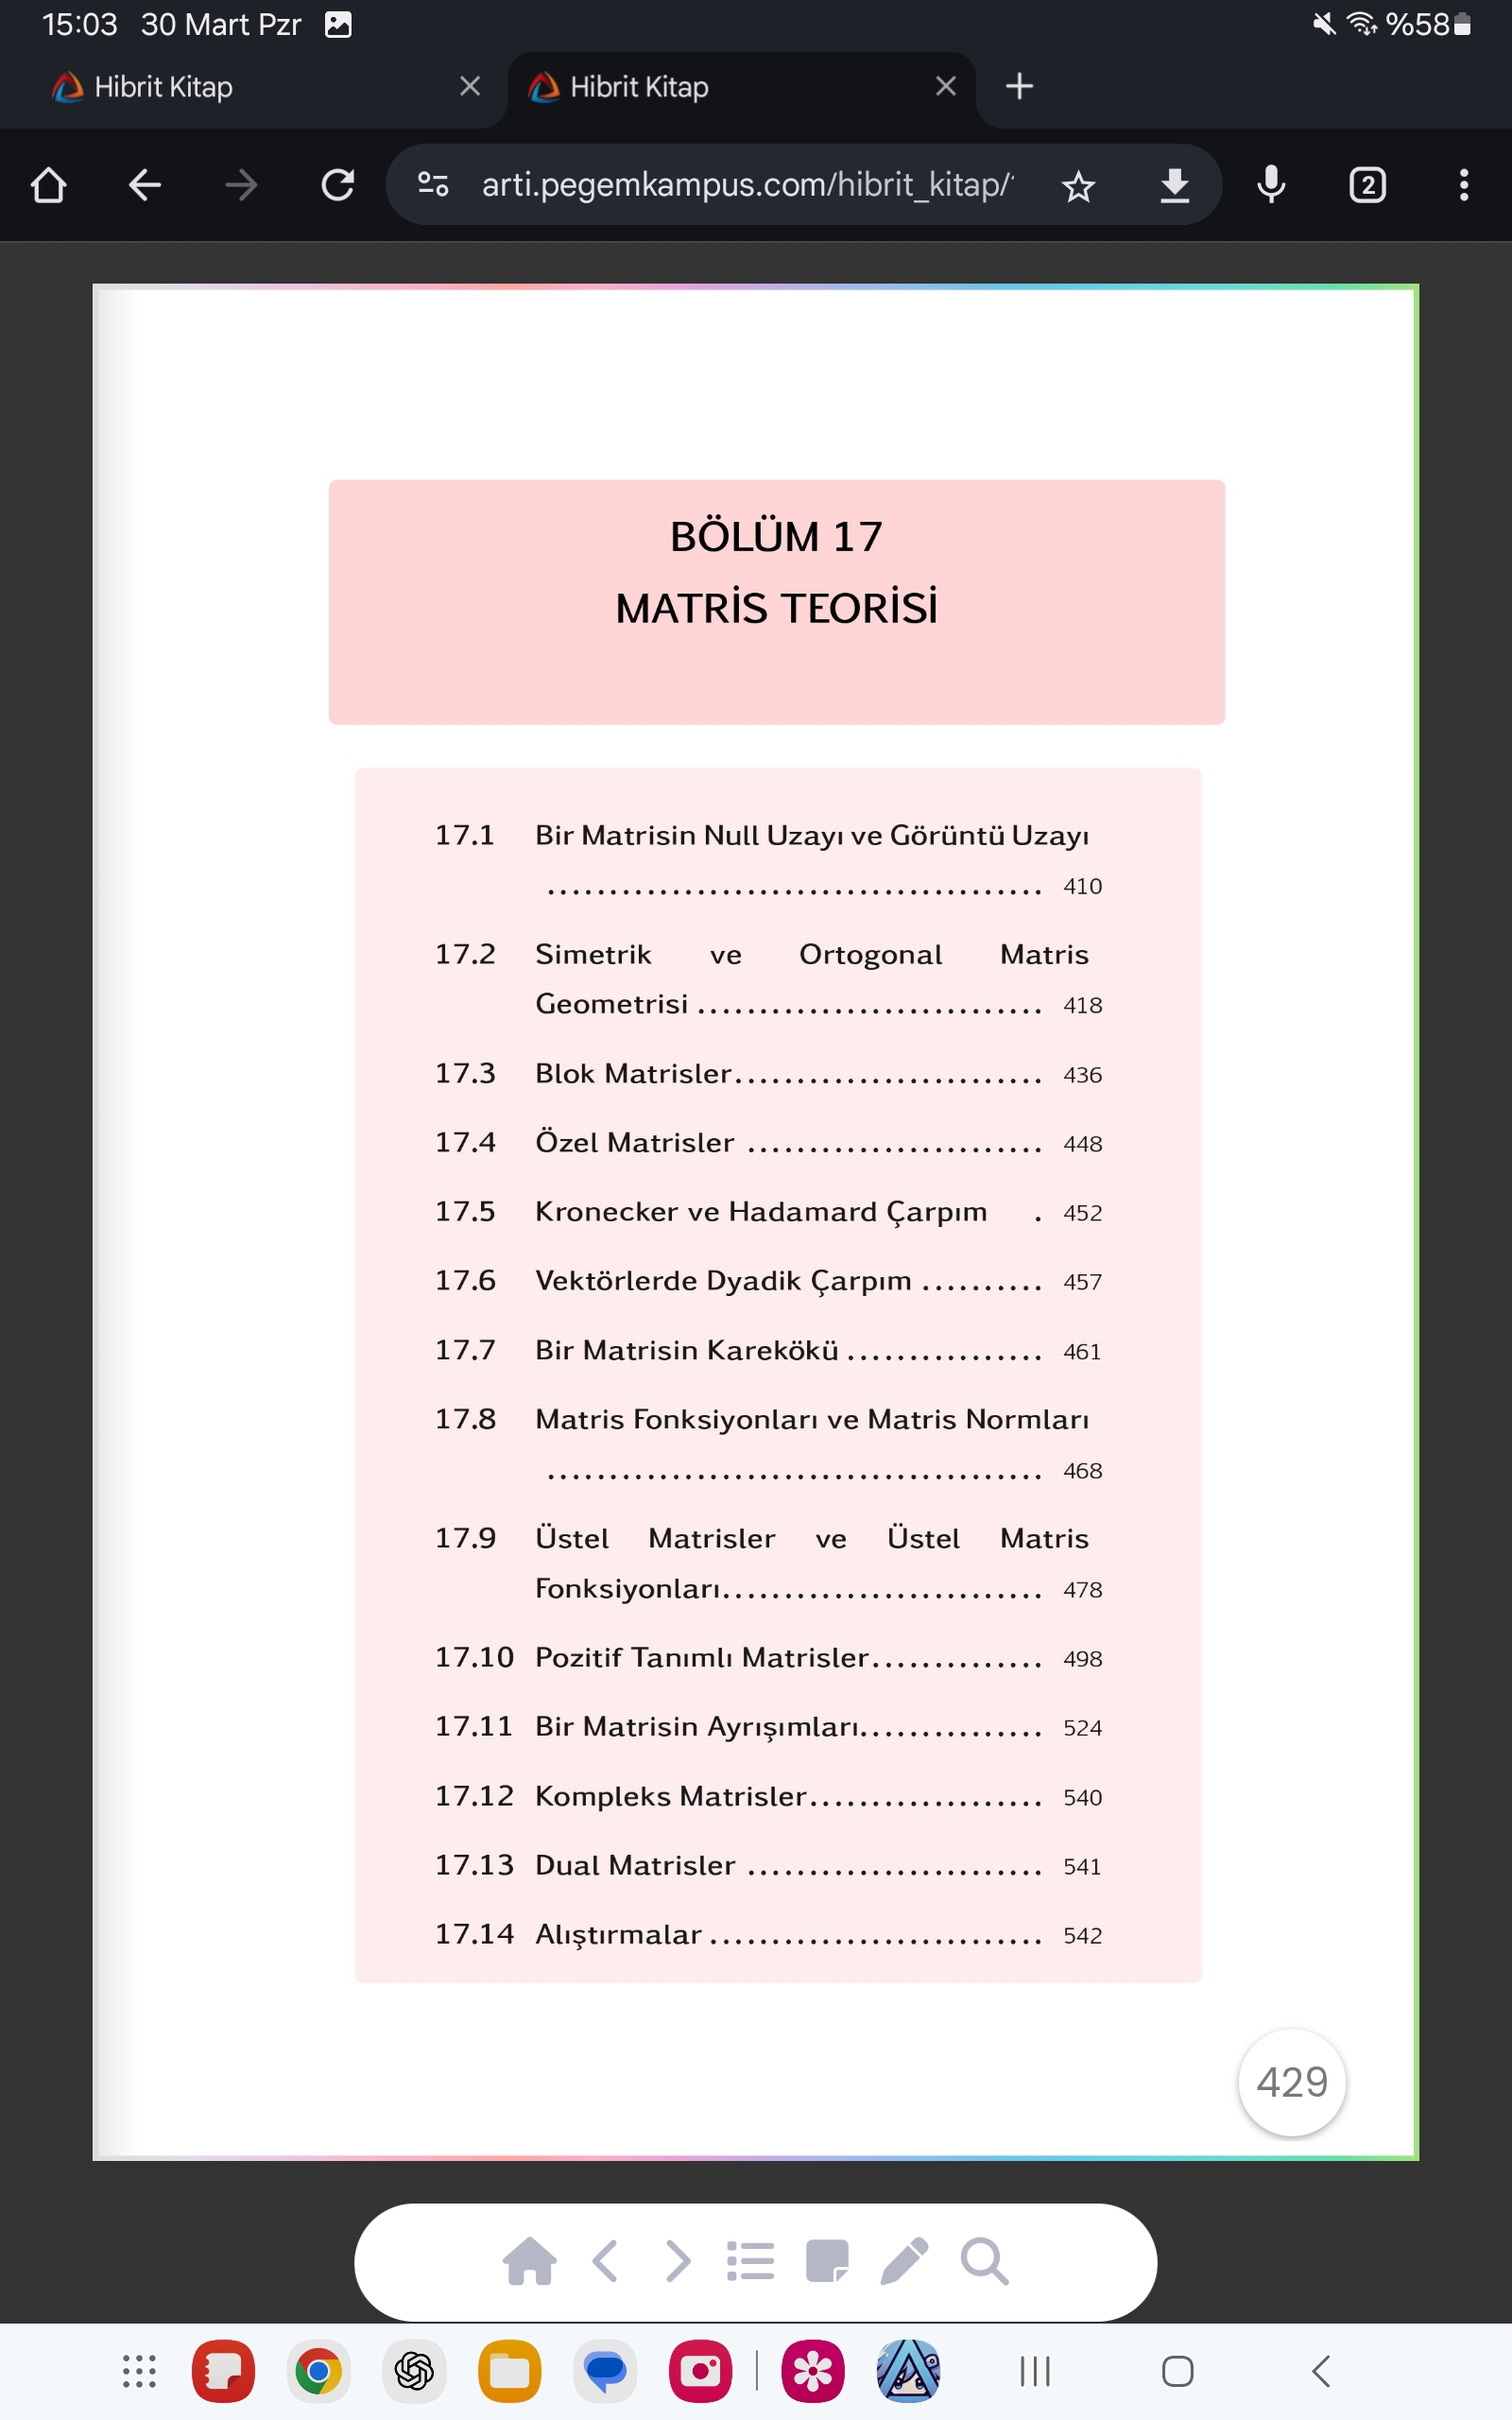 15:03 30 Mart Pzr %58
Hibrit Kitap Hibrit Kitap
arti.pegemkampus.com/hibrit_kitap/
2
BÖLÜM 17
MATRİS TEORİSİ
17.1 Bir Matrisin Null Uzayı ve Görüntü Uzayı
........................................ 410
17.2 Simetrik ve Ortogonal Matris
Geometrisi ............................ 418
17.3 Blok Matrisler......................... 436
17.4 Özel Matrisler ........................ 448
17.5 Kronecker ve Hadamard Çarpım . 452
17.6 Vektörlerde Dyadik Çarpım .......... 457
17.7 Bir Matrisin Karekökü ................ 461
17.8 Matris Fonksiyonları ve Matris Normları
........................................ 468
17.9 Üstel Matrisler ve Üstel Matris
Fonksiyonları.......................... 478
17.10 Pozitif Tanımlı Matrisler.............. 498
17.11 Bir Matrisin Ayrışımları............... 524
17.12 Kompleks Matrisler................... 540
17.13 Dual Matrisler ........................ 541
17.14 Alıştırmalar ........................... 542
429